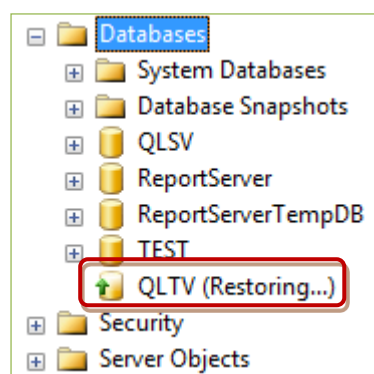 Databases
System Databases
Database Snapshots
QLSV
ReportServer
ReportServerTempDB
TEST
QLTV (Restoring...)
Security
Server Objects